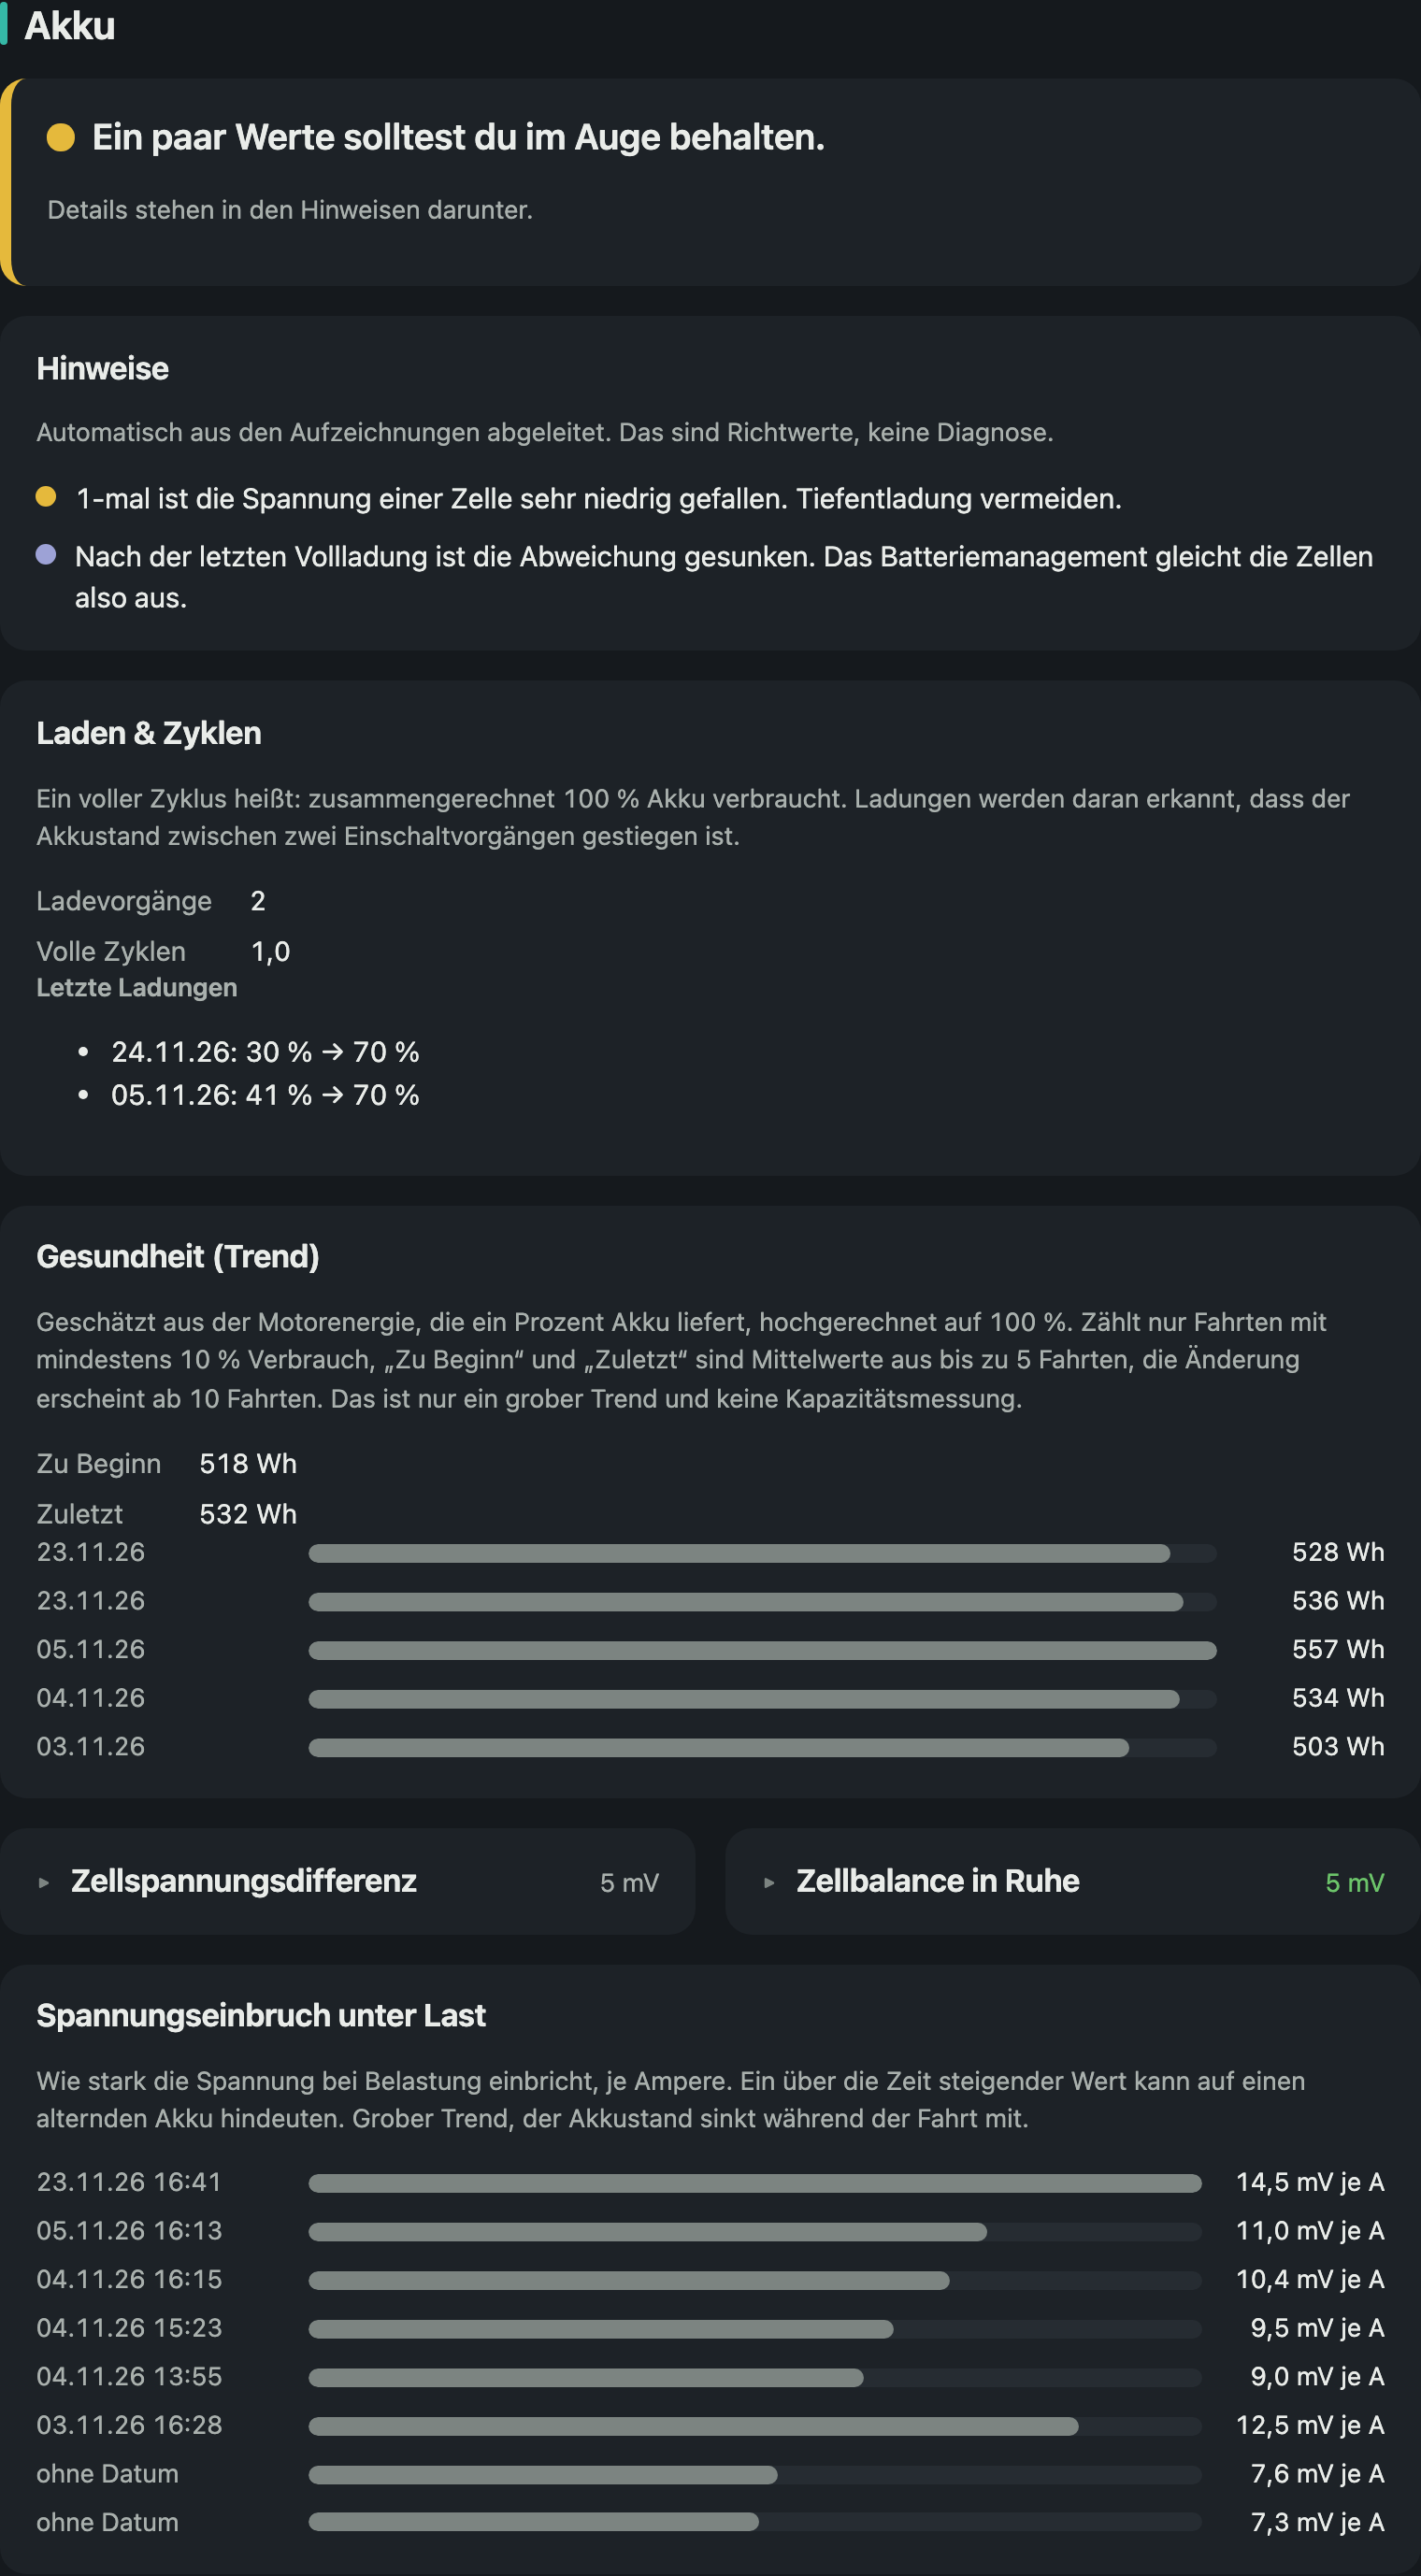 Akku
Ein paar Werte solltest du im Auge behalten.
Details stehen in den Hinweisen darunter.
Hinweise
Automatisch aus den Aufzeichnungen abgeleitet. Das sind Richtwerte, keine Diagnose.
1-mal ist die Spannung einer Zelle sehr niedrig gefallen. Tiefentladung vermeiden.
Nach der letzten Vollladung ist die Abweichung gesunken. Das Batteriemanagement gleicht die Zellen
also aus.
Laden & Zyklen
Ein voller Zyklus heißt: zusammengerechnet 100 % Akku verbraucht. Ladungen werden daran erkannt, dass der
Akkustand zwischen zwei Einschaltvorgängen gestiegen ist.
Ladevorgänge 2
Volle Zyklen 1,0
Letzte Ladungen
• 24.11.26: 30 % → 70 %
• 05.11.26: 41 % → 70 %
Gesundheit (Trend)
Geschätzt aus der Motorenergie, die ein Prozent Akku liefert, hochgerechnet auf 100 %. Zählt nur Fahrten mit
mindestens 10 % Verbrauch, „Zu Beginn“ und „Zuletzt“ sind Mittelwerte aus bis zu 5 Fahrten, die Änderung
erscheint ab 10 Fahrten. Das ist nur ein grober Trend und keine Kapazitätsmessung.
Zu Beginn 518 Wh
Zuletzt 532 Wh
23.11.26 528 Wh
23.11.26 536 Wh
05.11.26 557 Wh
04.11.26 534 Wh
03.11.26 503 Wh
▸ Zellspannungsdifferenz 5 mV
▸ Zellbalance in Ruhe 5 mV
Spannungseinbruch unter Last
Wie stark die Spannung bei Belastung einbricht, je Ampere. Ein über die Zeit steigender Wert kann auf einen
alternden Akku hindeuten. Grober Trend, der Akkustand sinkt während der Fahrt mit.
23.11.26 16:41 14,5 mV je A
05.11.26 16:13 11,0 mV je A
04.11.26 16:15 10,4 mV je A
04.11.26 15:23 9,5 mV je A
04.11.26 13:55 9,0 mV je A
03.11.26 16:28 12,5 mV je A
ohne Datum 7,6 mV je A
ohne Datum 7,3 mV je A